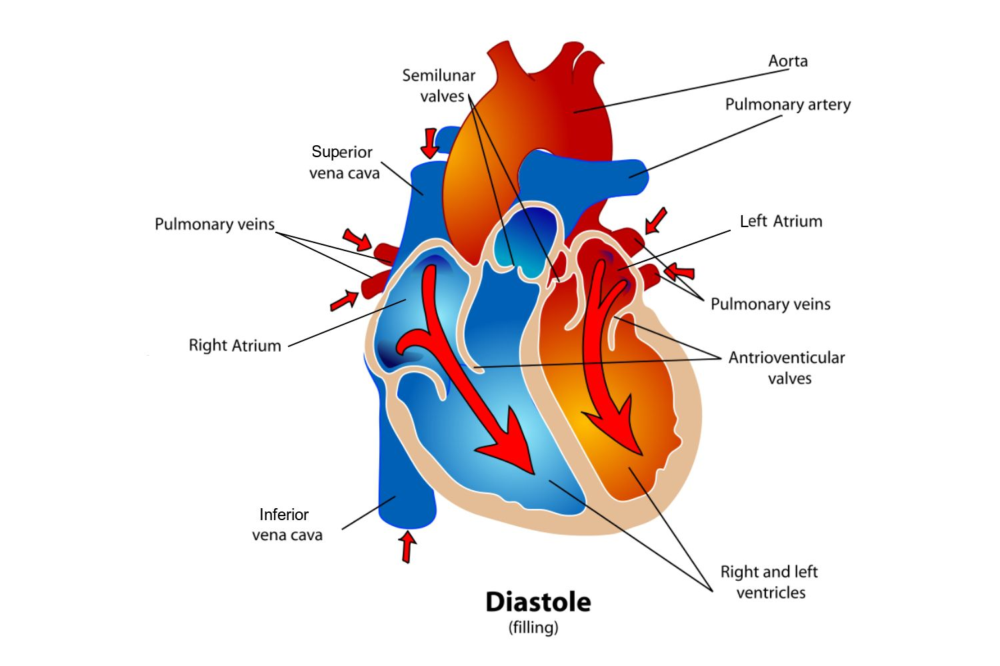 Semilunar
valves
Aorta
Pulmonary artery
Superior
vena cava
Pulmonary veins
Left Atrium
Pulmonary veins
Right Atrium
Antrioventicular
valves
Inferior
vena cava
Right and left
ventricles
Diastole
(filling)